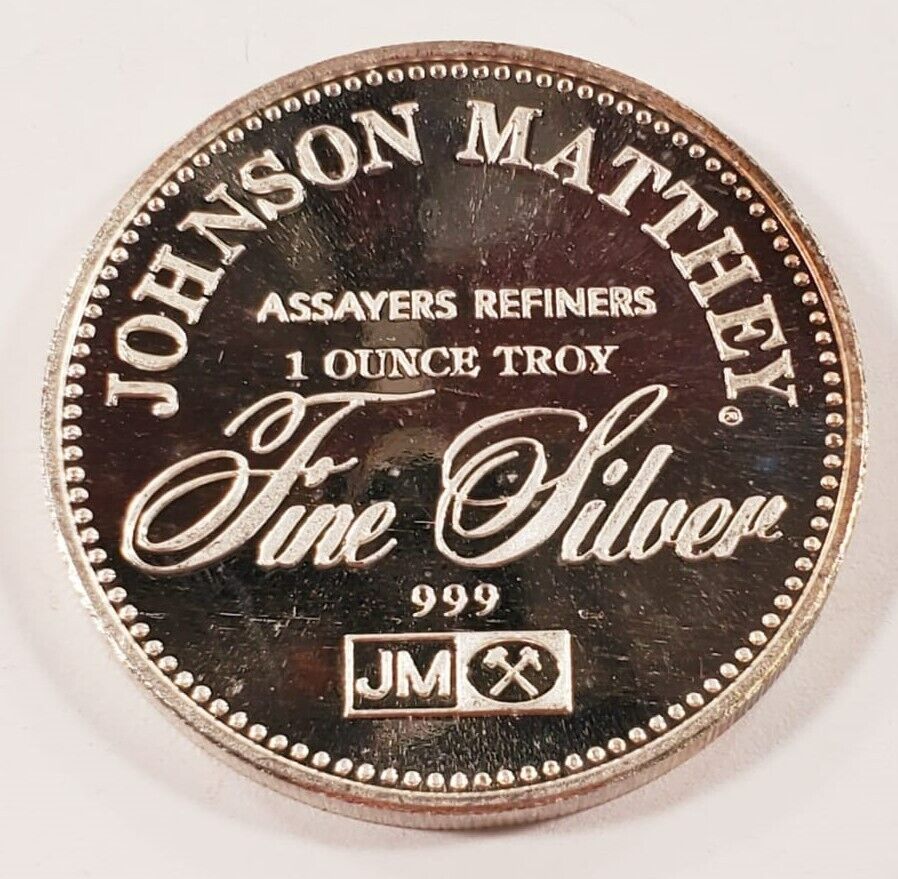 JOHNSON MATTHEY
ASSAYERS REFINERS
1 OUNCE TROY
Fine Silver
999
JM